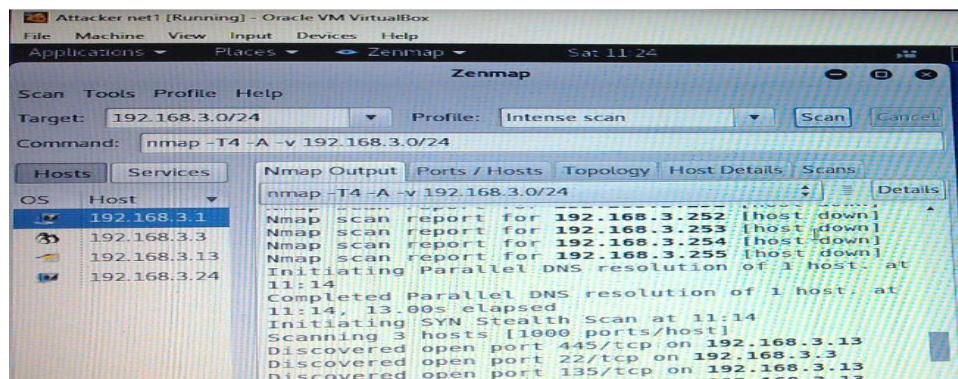 Attacker net1 [Running] - Oracle VM VirtualBox
File Machine View Input Devices Help
Applications Places Zenmap Sat 11:24
Zenmap
Scan Tools Profile Help
Target: 192.168.3.0/24 Profile: Intense scan Scan Cancel
Command: nmap -T4 -A -v 192.168.3.0/24
Hosts Services
Nmap Output Ports / Hosts Topology Host Details Scans
nmap -T4 -A -v 192.168.3.0/24 Details
OS Host
192.168.3.1
192.168.3.3
192.168.3.13
192.168.3.24
Nmap scan report for 192.168.3.252 [host down]
Nmap scan report for 192.168.3.253 [host down]
Nmap scan report for 192.168.3.254 [host down]
Nmap scan report for 192.168.3.255 [host down]
Initiating Parallel DNS resolution of 1 host. at
11:14
Completed Parallel DNS resolution of 1 host. at
11:14, 13.00s elapsed
Initiating SYN Stealth Scan at 11:14
Scanning 3 hosts [1000 ports/host]
Discovered open port 445/tcp on 192.168.3.13
Discovered open port 22/tcp on 192.168.3.3
Discovered open port 135/tcp on 192.168.3.13